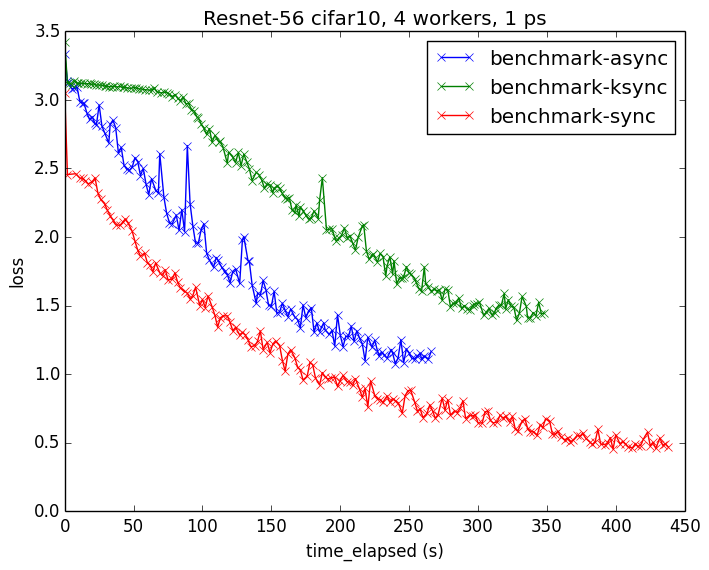 Resnet-56 cifar10, 4 workers, 1 ps
3.5
3.0
2.5
2.0
1.5
1.0
0.5
0.0
loss
benchmark-async
benchmark-ksync
benchmark-sync
0 50 100 150 200 250 300 350 400 450
time_elapsed (s)